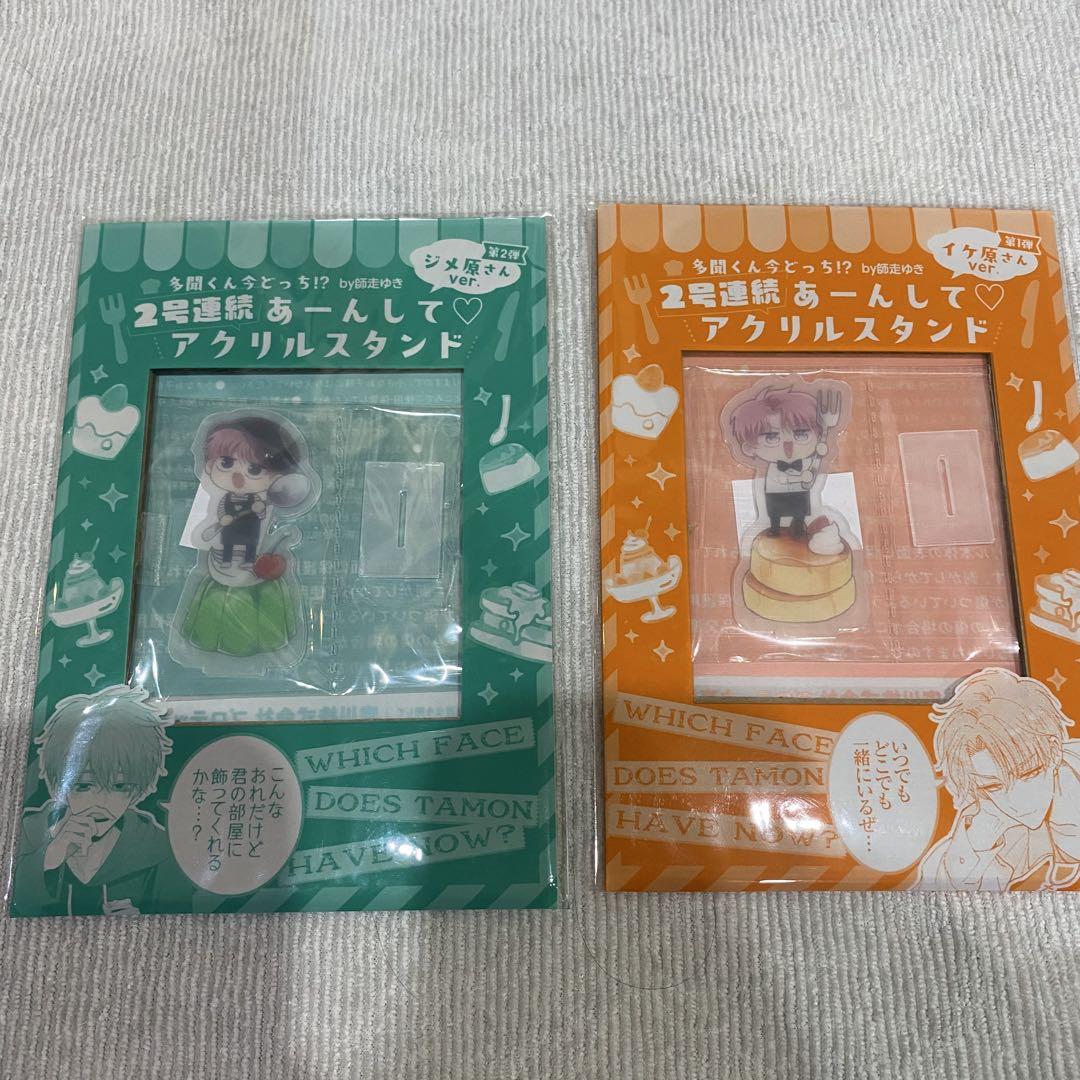 第2弾
ジメ原さん
ver.
多聞くん今どっち!? by師走ゆき
2号連続 あーんして♡
アクリルスタンド
WHICH FACE
DOES TAMON
HAVE NOW?
こんな
おれだけど
君の部屋に
飾ってくれる
かな…?
第1弾
イケ原さん
ver.
多聞くん今どっち!? by師走ゆき
2号連続 あーんして♡
アクリルスタンド
WHICH FACE
DOES TAMON
HAVE NOW?
いつでも
どこでも
一緒にいるぜ…